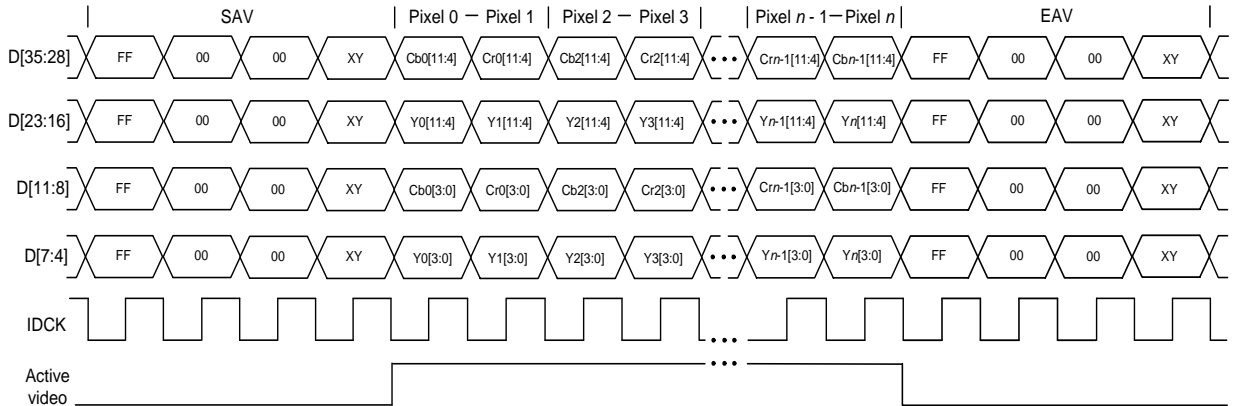 SAV Pixel 0 — Pixel 1 Pixel 2 — Pixel 3 Pixel n - 1—Pixel n EAV
D[35:28] FF 00 00 XY Cb0[11:4] Cr0[11:4] Cb2[11:4] Cr2[11:4] ••• Crn-1[11:4] Cbn-1[11:4] FF 00 00 XY
D[23:16] FF 00 00 XY Y0[11:4] Y1[11:4] Y2[11:4] Y3[11:4] ••• Yn-1[11:4] Yn[11:4] FF 00 00 XY
D[11:8] FF 00 00 XY Cb0[3:0] Cr0[3:0] Cb2[3:0] Cr2[3:0] ••• Crn-1[3:0] Cbn-1[3:0] FF 00 00 XY
D[7:4] FF 00 00 XY Y0[3:0] Y1[3:0] Y2[3:0] Y3[3:0] ••• Yn-1[3:0] Yn[3:0] FF 00 00 XY
IDCK •••
Active •••
video